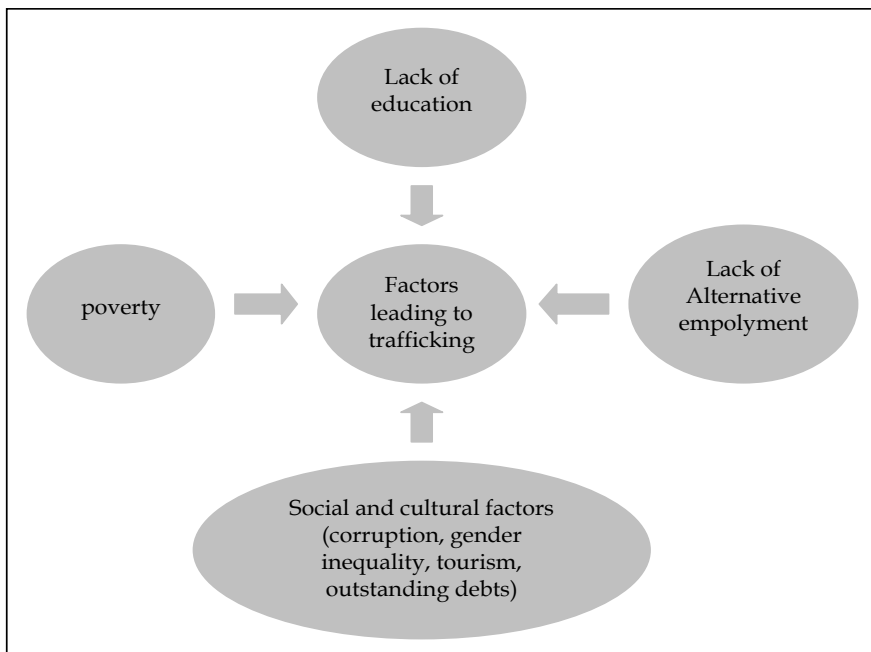 Lack of
education
poverty
Factors
leading to
trafficking
Lack of
Alternative
empolyment
Social and cultural factors
(corruption, gender
inequality, tourism,
outstanding debts)